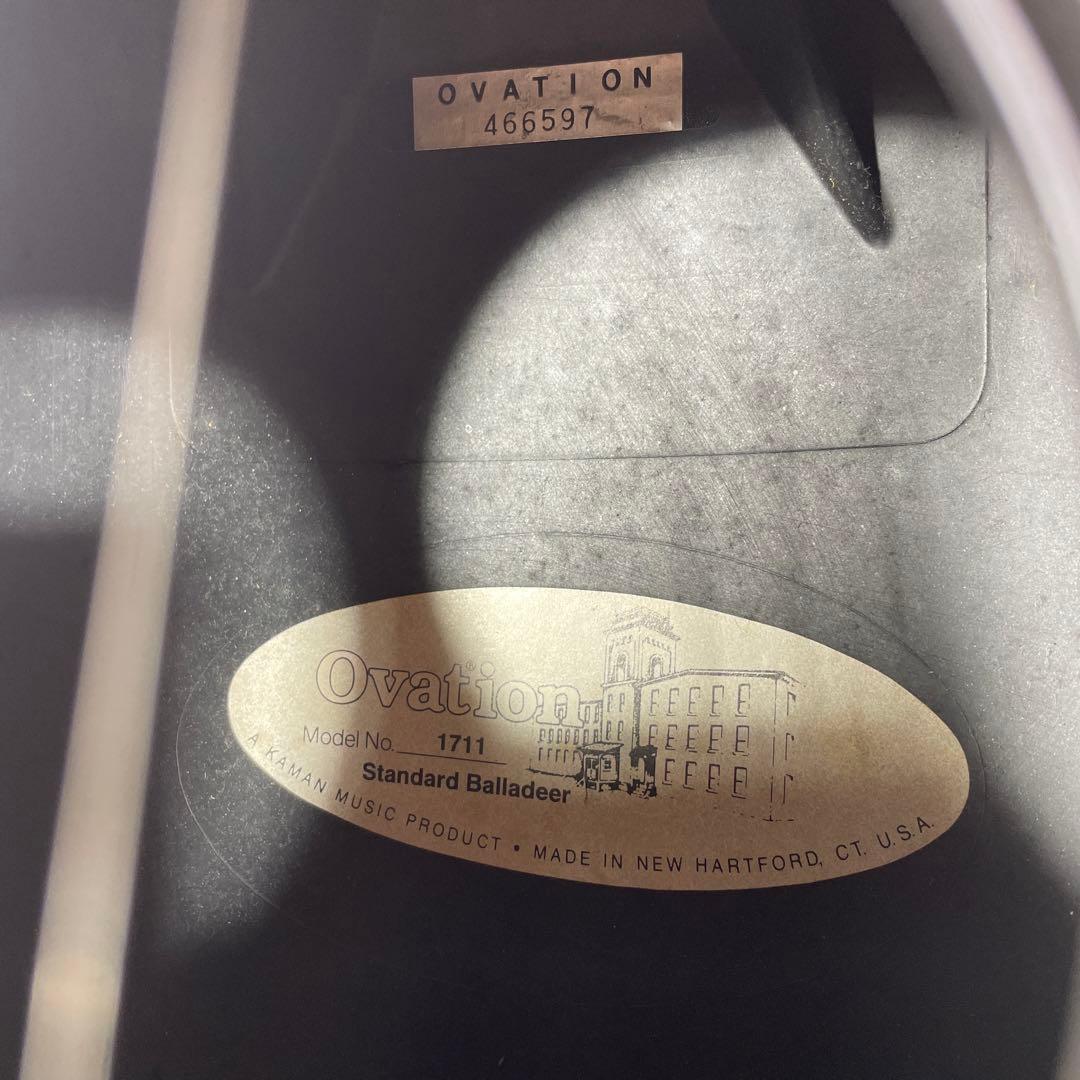 OVATION
466597
Ovation®
Model No. 1711
Standard Balladeer
A KAMAN MUSIC PRODUCT • MADE IN NEW HARTFORD, CT. U.S.A.